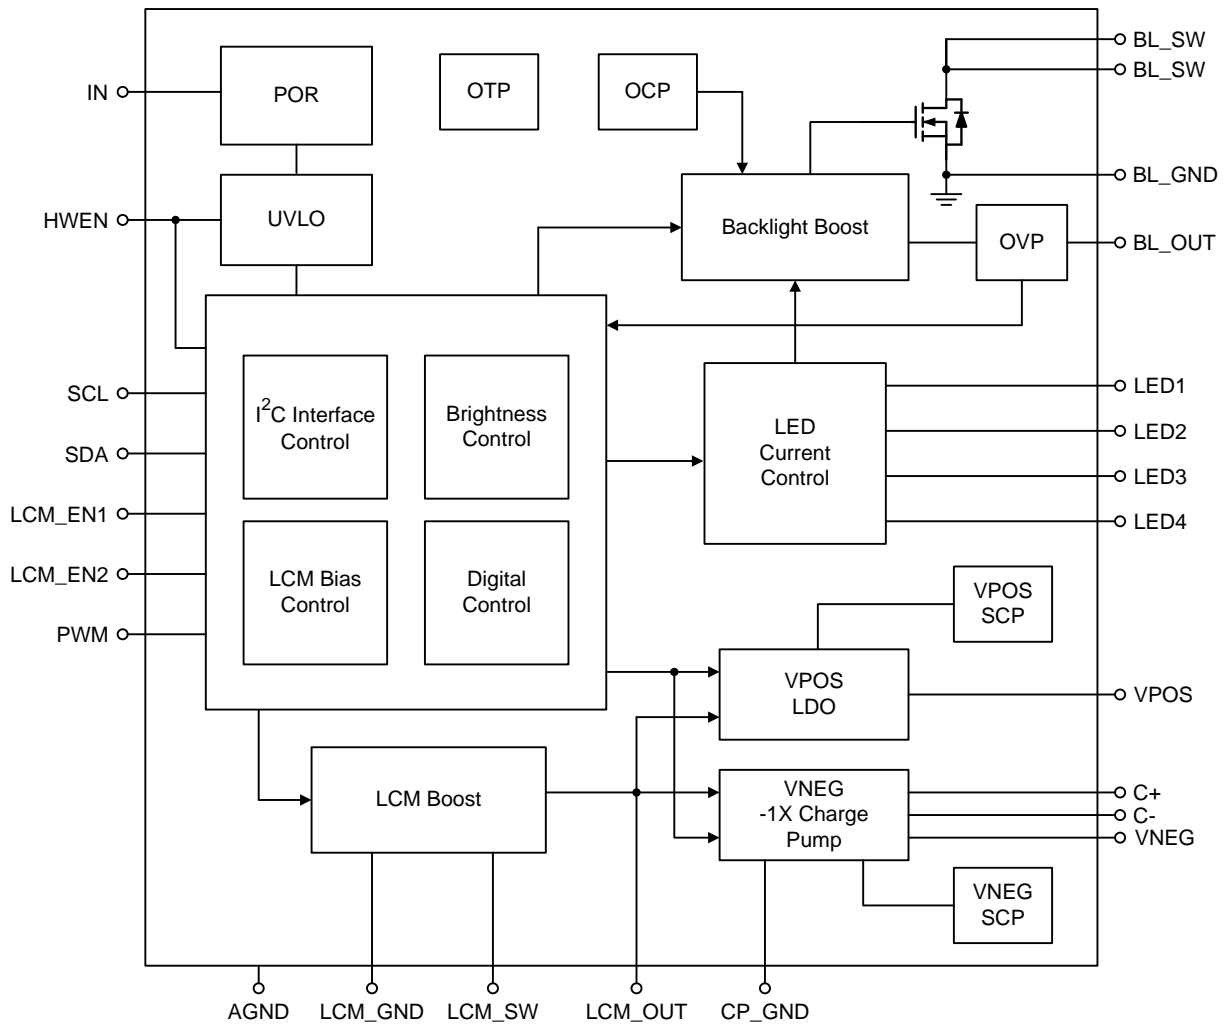 BL_SW
BL_SW
IN
POR
OTP
OCP
BL_GND
HWEN
UVLO
Backlight Boost
OVP
BL_OUT
SCL
SDA
LCM_EN1
LCM_EN2
PWM
I²C Interface
Control
Brightness
Control
LCM Bias
Control
Digital
Control
LED
Current
Control
LED1
LED2
LED3
LED4
VPOS
SCP
VPOS
LDO
VPOS
LCM Boost
VNEG
-1X Charge
Pump
C+
C-
VNEG
VNEG
SCP
AGND
LCM_GND
LCM_SW
LCM_OUT
CP_GND